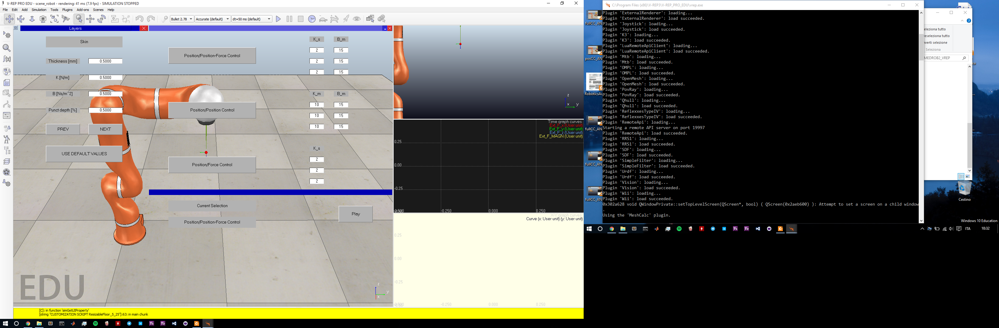 V-REP PRO EDU - scene_robot - rendering: 41 ms (7.9 fps) - SIMULATION STOPPED
File Edit Add Simulation Tools Plugins Add-ons Scenes Help
Bullet 2.78 Accurate (default) dt=50 ms (default)
Layers
Skin
Thickness [mm] 0.5000
K [N/m] 0.5000
B [Ns/m^2] 0.5000
Punct depth [%] 0.5000
PREV NEXT
USE DEFAULT VALUES
K_s B_m
Position/Position-Force Control
2 15
2 15
2 15
K_m B_m
Position/Position Control
10 15
10 15
10 15
K_s
Position/Force Control
2
2
2
Current Selection
Position/Position-Force Control
Play
EDU
z
y
x
z
x y
Time graph curves:
Ext_F_x (User unit)
Ext_F_y (User unit)
Ext_F_z (User unit)
Ext_F_MAGN (User unit)
0.25
0.00
-0.25
-0.500 -0.250 0.000 0.250
X-Y graph curves:
Curve (x: User unit) (y: User unit)
0.25
0.00
-0.25
-0.250 0.000 0.250
[C]: in function 'simGetUIProperty'
[string "CUSTOMIZATION SCRIPT ResizableFloor_5_25"]:63: in main chunk
C:\Program Files (x86)\V-REP3\V-REP_PRO_EDU\vrep.exe
Plugin 'ExternalRenderer': loading...
Plugin 'ExternalRenderer': load succeeded.
Plugin 'Joystick': loading...
Plugin 'Joystick': load succeeded.
Plugin 'K3': loading...
Plugin 'K3': load succeeded.
Plugin 'LuaRemoteApiClient': loading...
Plugin 'LuaRemoteApiClient': load succeeded.
Plugin 'Mtb': loading...
Plugin 'Mtb': load succeeded.
Plugin 'OMPL': loading...
Plugin 'OMPL': load succeeded.
Plugin 'OpenMesh': loading...
Plugin 'OpenMesh': load succeeded.
Plugin 'PovRay': loading...
Plugin 'PovRay': load succeeded.
Plugin 'Qhull': loading...
Plugin 'Qhull': load succeeded.
Plugin 'ReflexxesTypeIV': loading...
Plugin 'ReflexxesTypeIV': load succeeded.
Plugin 'RemoteApi': loading...
Starting a remote API server on port 19997
Plugin 'RemoteApi': load succeeded.
Plugin 'RRS1': loading...
Plugin 'RRS1': load succeeded.
Plugin 'SDF': loading...
Plugin 'SDF': load succeeded.
Plugin 'SimpleFilter': loading...
Plugin 'SimpleFilter': load succeeded.
Plugin 'Urdf': loading...
Plugin 'Urdf': load succeeded.
Plugin 'Vision': loading...
Plugin 'Vision': load succeeded.
Plugin 'Wii': loading...
Plugin 'Wii': load succeeded.
0x302a628 void QWindowPrivate::setTopLevelScreen(QScreen*, bool) ( QScreen(0x2aeb600) ): Attempt to set a screen on a child window
.
Using the 'MeshCalc' plugin.
fullCC_AN
posCC_AN
RoboticsAu
fullCC_AN
fullCC_AN
fullCC_AN
eleziona tutto
eseleziona tutto
nverti selezione
Seleziona
MEDROB2_VREP
Cestino
Windows 10 Education
ITA 10:32